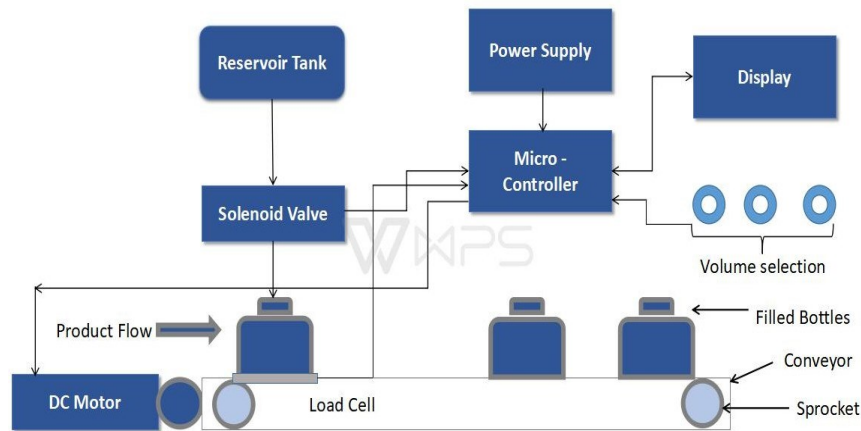 Reservoir Tank
Power Supply
Display
Micro -
Controller
Solenoid Valve
WPS
Volume selection
Product Flow
Filled Bottles
Conveyor
DC Motor
Load Cell
Sprocket